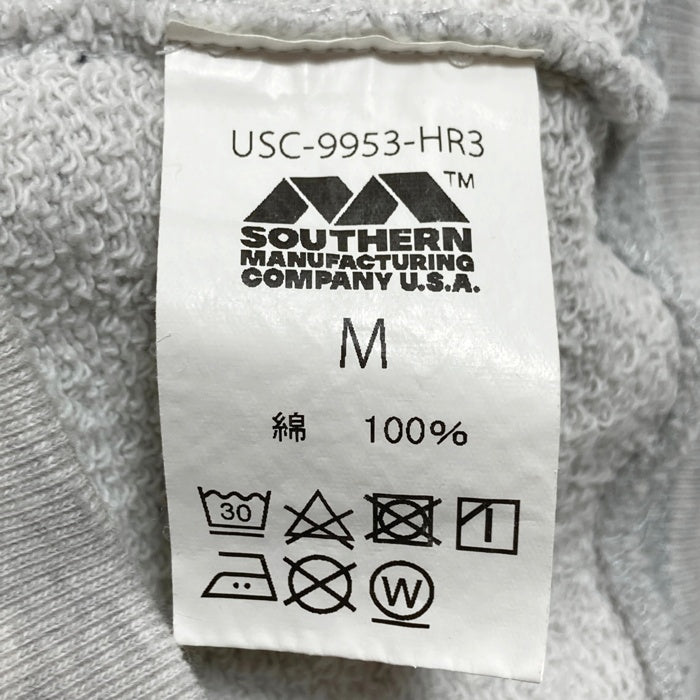 USC-9953-HR3
TM
SOUTHERN
MANUFACTURING
COMPANY U.S.A.
M
綿 100%
30
W